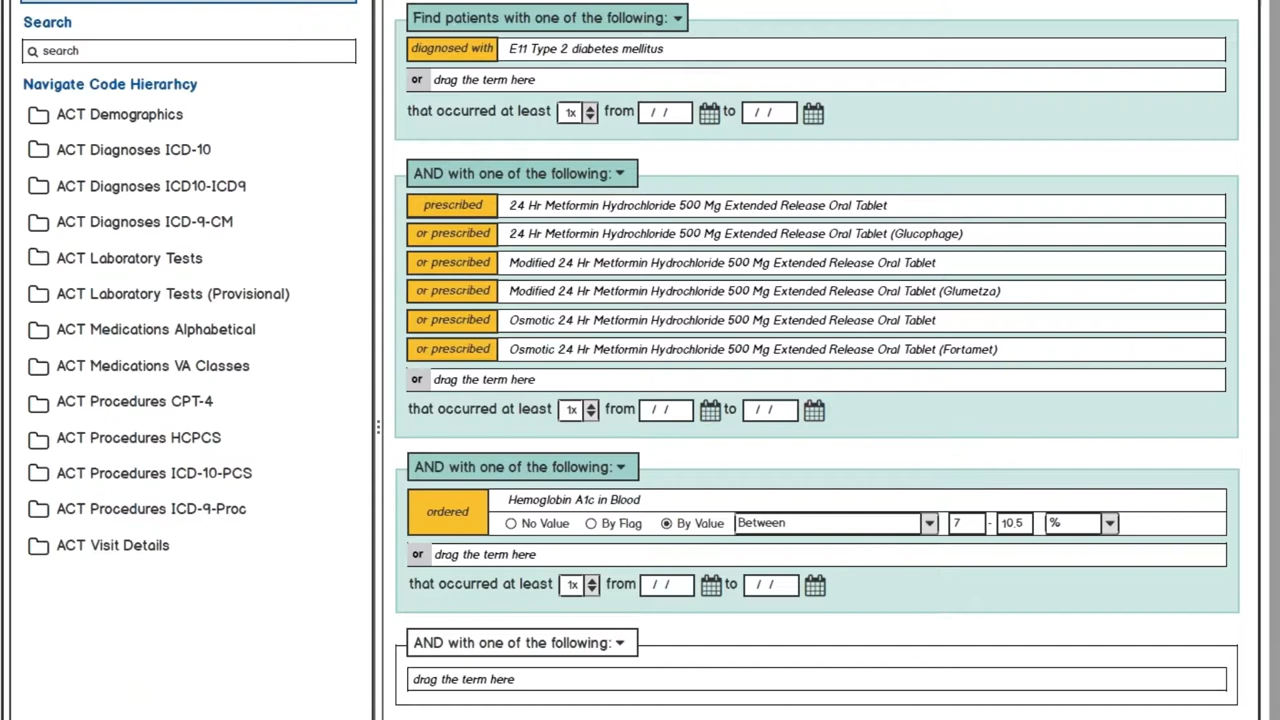 Search
search
Navigate Code Hierarhcy
ACT Demographics
ACT Diagnoses ICD-10
ACT Diagnoses ICD10-ICD9
ACT Diagnoses ICD-9-CM
ACT Laboratory Tests
ACT Laboratory Tests (Provisional)
ACT Medications Alphabetical
ACT Medications VA Classes
ACT Procedures CPT-4
ACT Procedures HCPCS
ACT Procedures ICD-10-PCS
ACT Procedures ICD-9-Proc
ACT Visit Details
Find patients with one of the following:
diagnosed with E11 Type 2 diabetes mellitus
or drag the term here
that occurred at least 1x from / / to / /
AND with one of the following:
prescribed 24 Hr Metformin Hydrochloride 500 Mg Extended Release Oral Tablet
or prescribed 24 Hr Metformin Hydrochloride 500 Mg Extended Release Oral Tablet (Glucophage)
or prescribed Modified 24 Hr Metformin Hydrochloride 500 Mg Extended Release Oral Tablet
or prescribed Modified 24 Hr Metformin Hydrochloride 500 Mg Extended Release Oral Tablet (Glumetza)
or prescribed Osmotic 24 Hr Metformin Hydrochloride 500 Mg Extended Release Oral Tablet
or prescribed Osmotic 24 Hr Metformin Hydrochloride 500 Mg Extended Release Oral Tablet (Fortamet)
or drag the term here
that occurred at least 1x from / / to / /
AND with one of the following:
ordered Hemoglobin A1c in Blood
No Value By Flag By Value Between 7 - 10.5 %
or drag the term here
that occurred at least 1x from / / to / /
AND with one of the following:
drag the term here